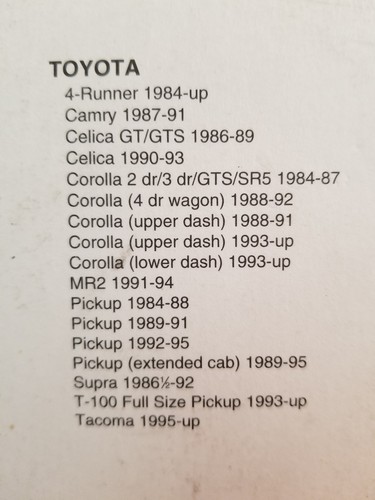 TOYOTA
4-Runner 1984-up
Camry 1987-91
Celica GT/GTS 1986-89
Celica 1990-93
Corolla 2 dr/3 dr/GTS/SR5 1984-87
Corolla (4 dr wagon) 1988-92
Corolla (upper dash) 1988-91
Corolla (upper dash) 1993-up
Corolla (lower dash) 1993-up
MR2 1991-94
Pickup 1984-88
Pickup 1989-91
Pickup 1992-95
Pickup (extended cab) 1989-95
Supra 1986½-92
T-100 Full Size Pickup 1993-up
Tacoma 1995-up